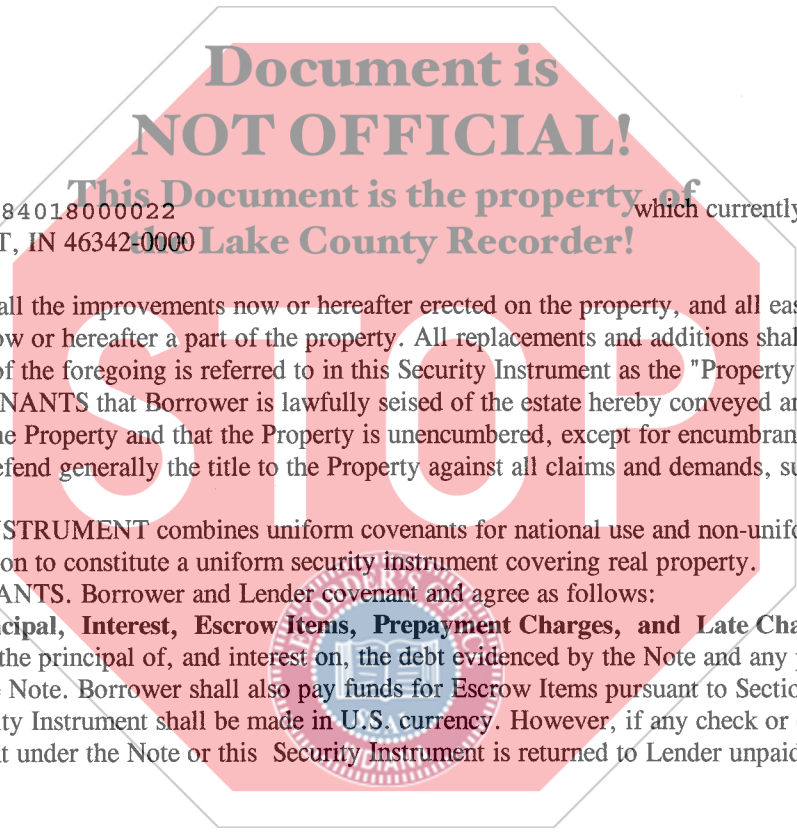 Document is
NOT OFFICIAL!
This Document is the property of
the Lake County Recorder!
84018000022 which currently
T, IN 46342-0000
all the improvements now or hereafter erected on the property, and all eas
ow or hereafter a part of the property. All replacements and additions shal
of the foregoing is referred to in this Security Instrument as the "Property
NANTS that Borrower is lawfully seised of the estate hereby conveyed an
he Property and that the Property is unencumbered, except for encumbran
efend generally the title to the Property against all claims and demands, su
STOP
NSTRUMENT combines uniform covenants for national use and non-unifo
on to constitute a uniform security instrument covering real property.
ANTS. Borrower and Lender covenant and agree as follows:
ncipal, Interest, Escrow Items, Prepayment Charges, and Late Cha
the principal of, and interest on, the debt evidenced by the Note and any p
e Note. Borrower shall also pay funds for Escrow Items pursuant to Sectio
ity Instrument shall be made in U.S. currency. However, if any check or
t under the Note or this Security Instrument is returned to Lender unpaid